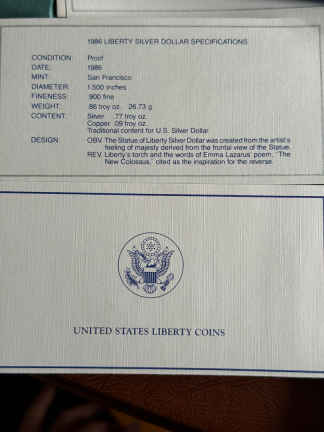 1986 LIBERTY SILVER DOLLAR SPECIFICATIONS
CONDITION: Proof
DATE: 1986
MINT: San Francisco
DIAMETER: 1.500 inches
FINENESS: .900 fine
WEIGHT: .86 troy oz. 26.73 g
CONTENT: Silver .77 troy oz.
Copper .09 troy oz.
Traditional content for U.S. Silver Dollar
DESIGN: OBV. The Statue of Liberty Silver Dollar was created from the artist's
feeling of majesty derived from the frontal view of the Statue.
REV. Liberty's torch and the words of Emma Lazarus' poem, "The
New Colossus," cited as the inspiration for the reverse.
UNITED STATES LIBERTY COINS